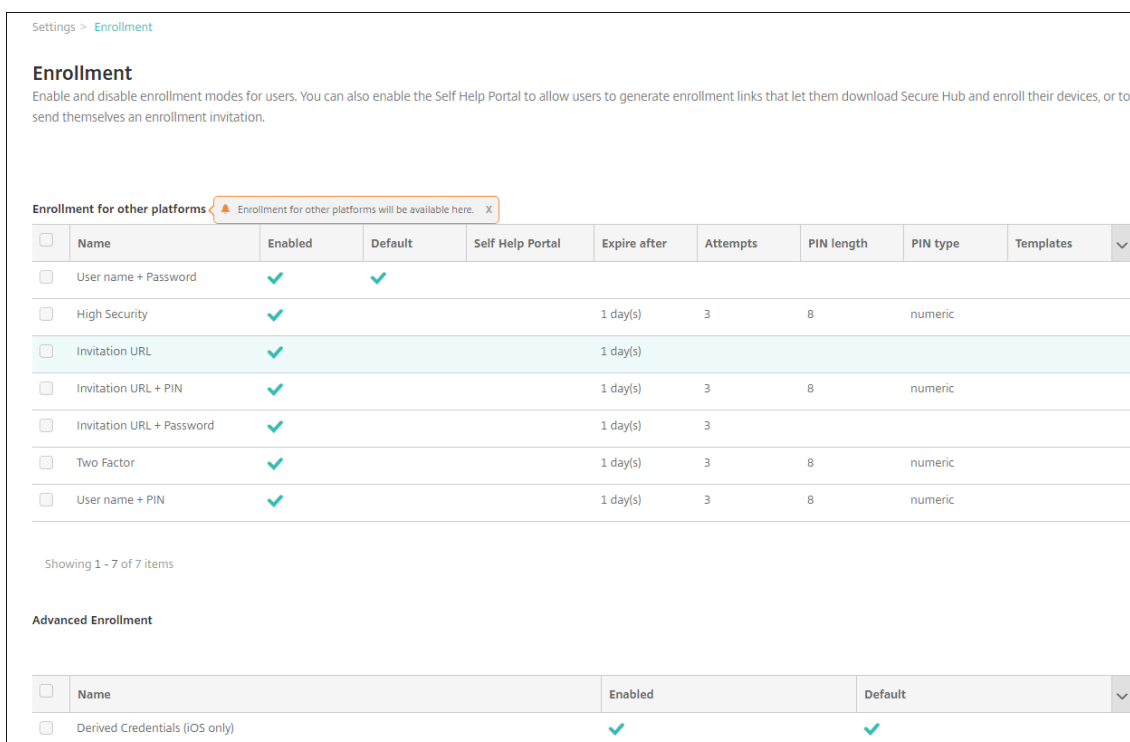 Settings > Enrollment
Enrollment
Enable and disable enrollment modes for users. You can also enable the Self Help Portal to allow users to generate enrollment links that let them download Secure Hub and enroll their devices, or to
send themselves an enrollment invitation.
Enrollment for other platforms Enrollment for other platforms will be available here. X
Name Enabled Default Self Help Portal Expire after Attempts PIN length PIN type Templates
User name + Password
High Security 1 day(s) 3 8 numeric
Invitation URL 1 day(s)
Invitation URL + PIN 1 day(s) 3 8 numeric
Invitation URL + Password 1 day(s) 3
Two Factor 1 day(s) 3 8 numeric
User name + PIN 1 day(s) 3 8 numeric
Showing 1 - 7 of 7 items
Advanced Enrollment
Name Enabled Default
Derived Credentials (iOS only)